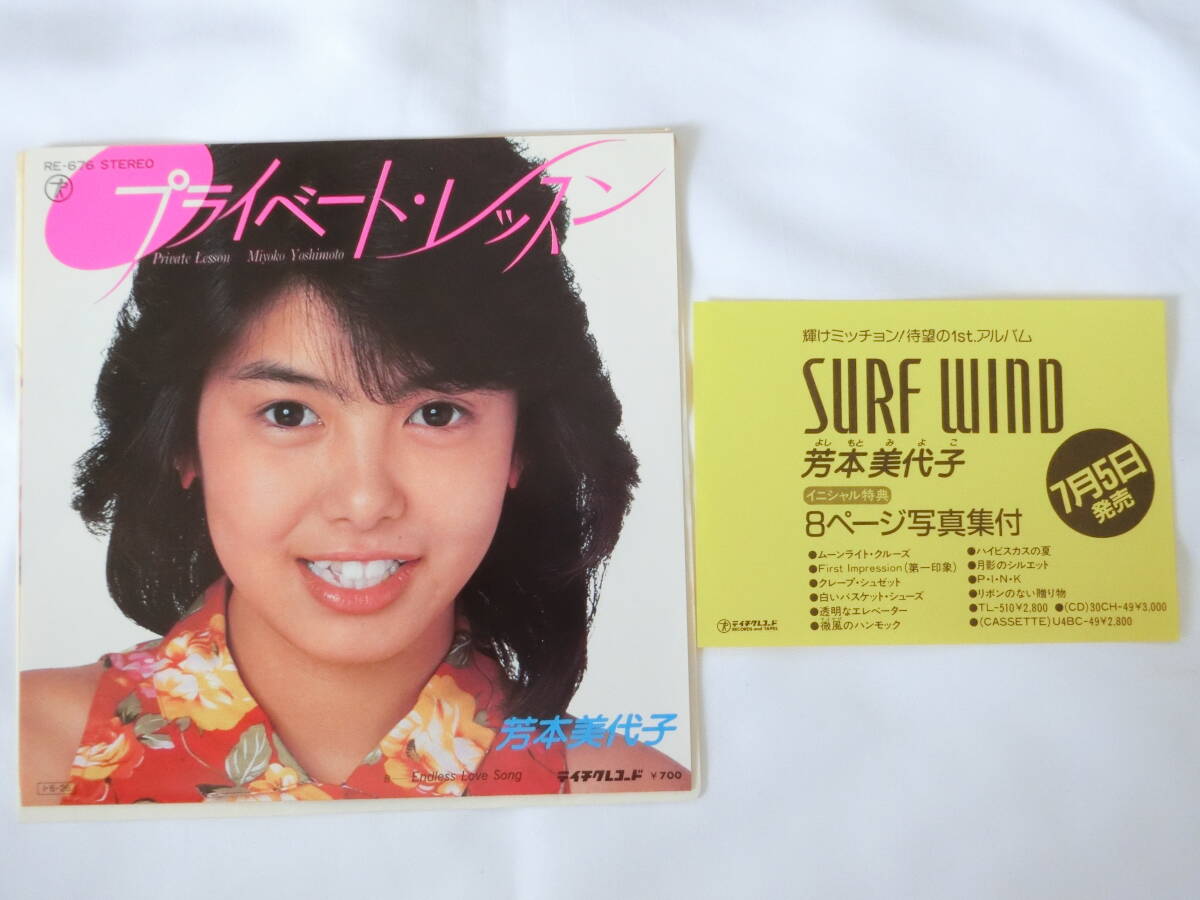 RE-676 STEREO
プライベート・レッスン
Private Lesson Miyoko Yoshimoto
芳本美代子
B— Endless Love Song テイチクレコード ¥700
輝けミッチョン!待望の1st.アルバム
SURF WIND
よし もと み よ こ
芳本美代子
7月5日
発売
イニシャル特典
8ページ写真集付
●ムーンライト・クルーズ
●First Impression(第一印象)
●クレープ・シュゼット
●白いバスケット・シューズ
●透明なエレベーター
●微風のハンモック
●ハイビスカスの夏
●月影のシルエット
●P・I・N・K
●リボンのない贈り物
●TL-510¥2,800 ●(CD)30CH-49¥3,000
●(CASSETTE)U4BC-49¥2,800
テイチクレコード
RECORDS and TAPES